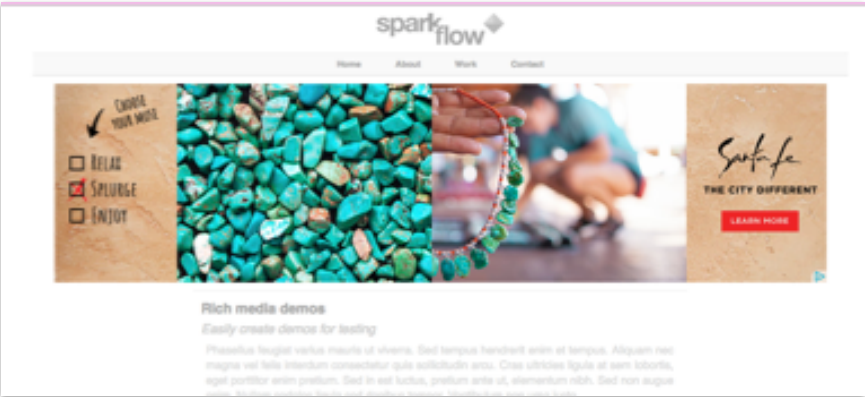 spark
flow
Home About Work Contact
CHOOSE
YOUR MUSE
RELAX
SPLURGE
ENJOY
Santa fe
THE CITY DIFFERENT
LEARN MORE
Rich media demos
Easily create demos for testing
Phasellus feugiat varius mauris ut viverra. Sed tempus hendrerit enim at tempus. Aliquam nec
magna vel felis interdum consectetur quis sollicitudin arcu. Cras ultricies ligula at sem lobortis,
eget porttitor enim pretium. Sed in est luctus, pretium ante ut, elementum nibh. Sed non augue